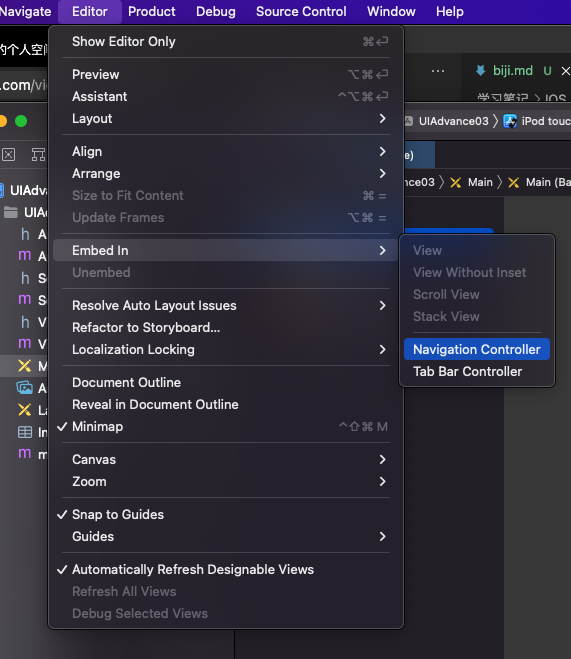 Navigate Editor Product Debug Source Control Window Help
的个人空间
.com/vi
biji.md U
学习笔记 > IOS
UIAdvance03 > iPod touc
nce03 > Main > Main (Ba
UIAdva
UIAd
h A
m A
h S
m S
h V
m V
M
A
La
In
m m
Show Editor Only ⌘↩
Preview ⌥⌘↩
Assistant ^⌥⌘↩
Layout >
Align >
Arrange >
Size to Fit Content ⌘ =
Update Frames ⌥⌘ =
Embed In >
Unembed
Resolve Auto Layout Issues >
Refactor to Storyboard...
Localization Locking >
Document Outline
Reveal in Document Outline
✓ Minimap ^⇧⌘ M
Canvas >
Zoom >
✓ Snap to Guides
Guides >
✓ Automatically Refresh Designable Views
Refresh All Views
Debug Selected Views
View
View Without Inset
Scroll View
Stack View
Navigation Controller
Tab Bar Controller